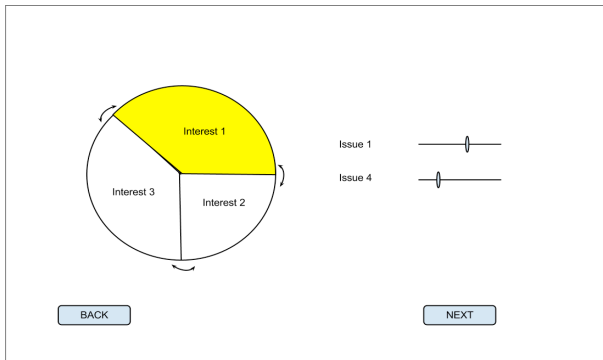 Interest 1
Issue 1
Issue 4
Interest 3
Interest 2
BACK
NEXT